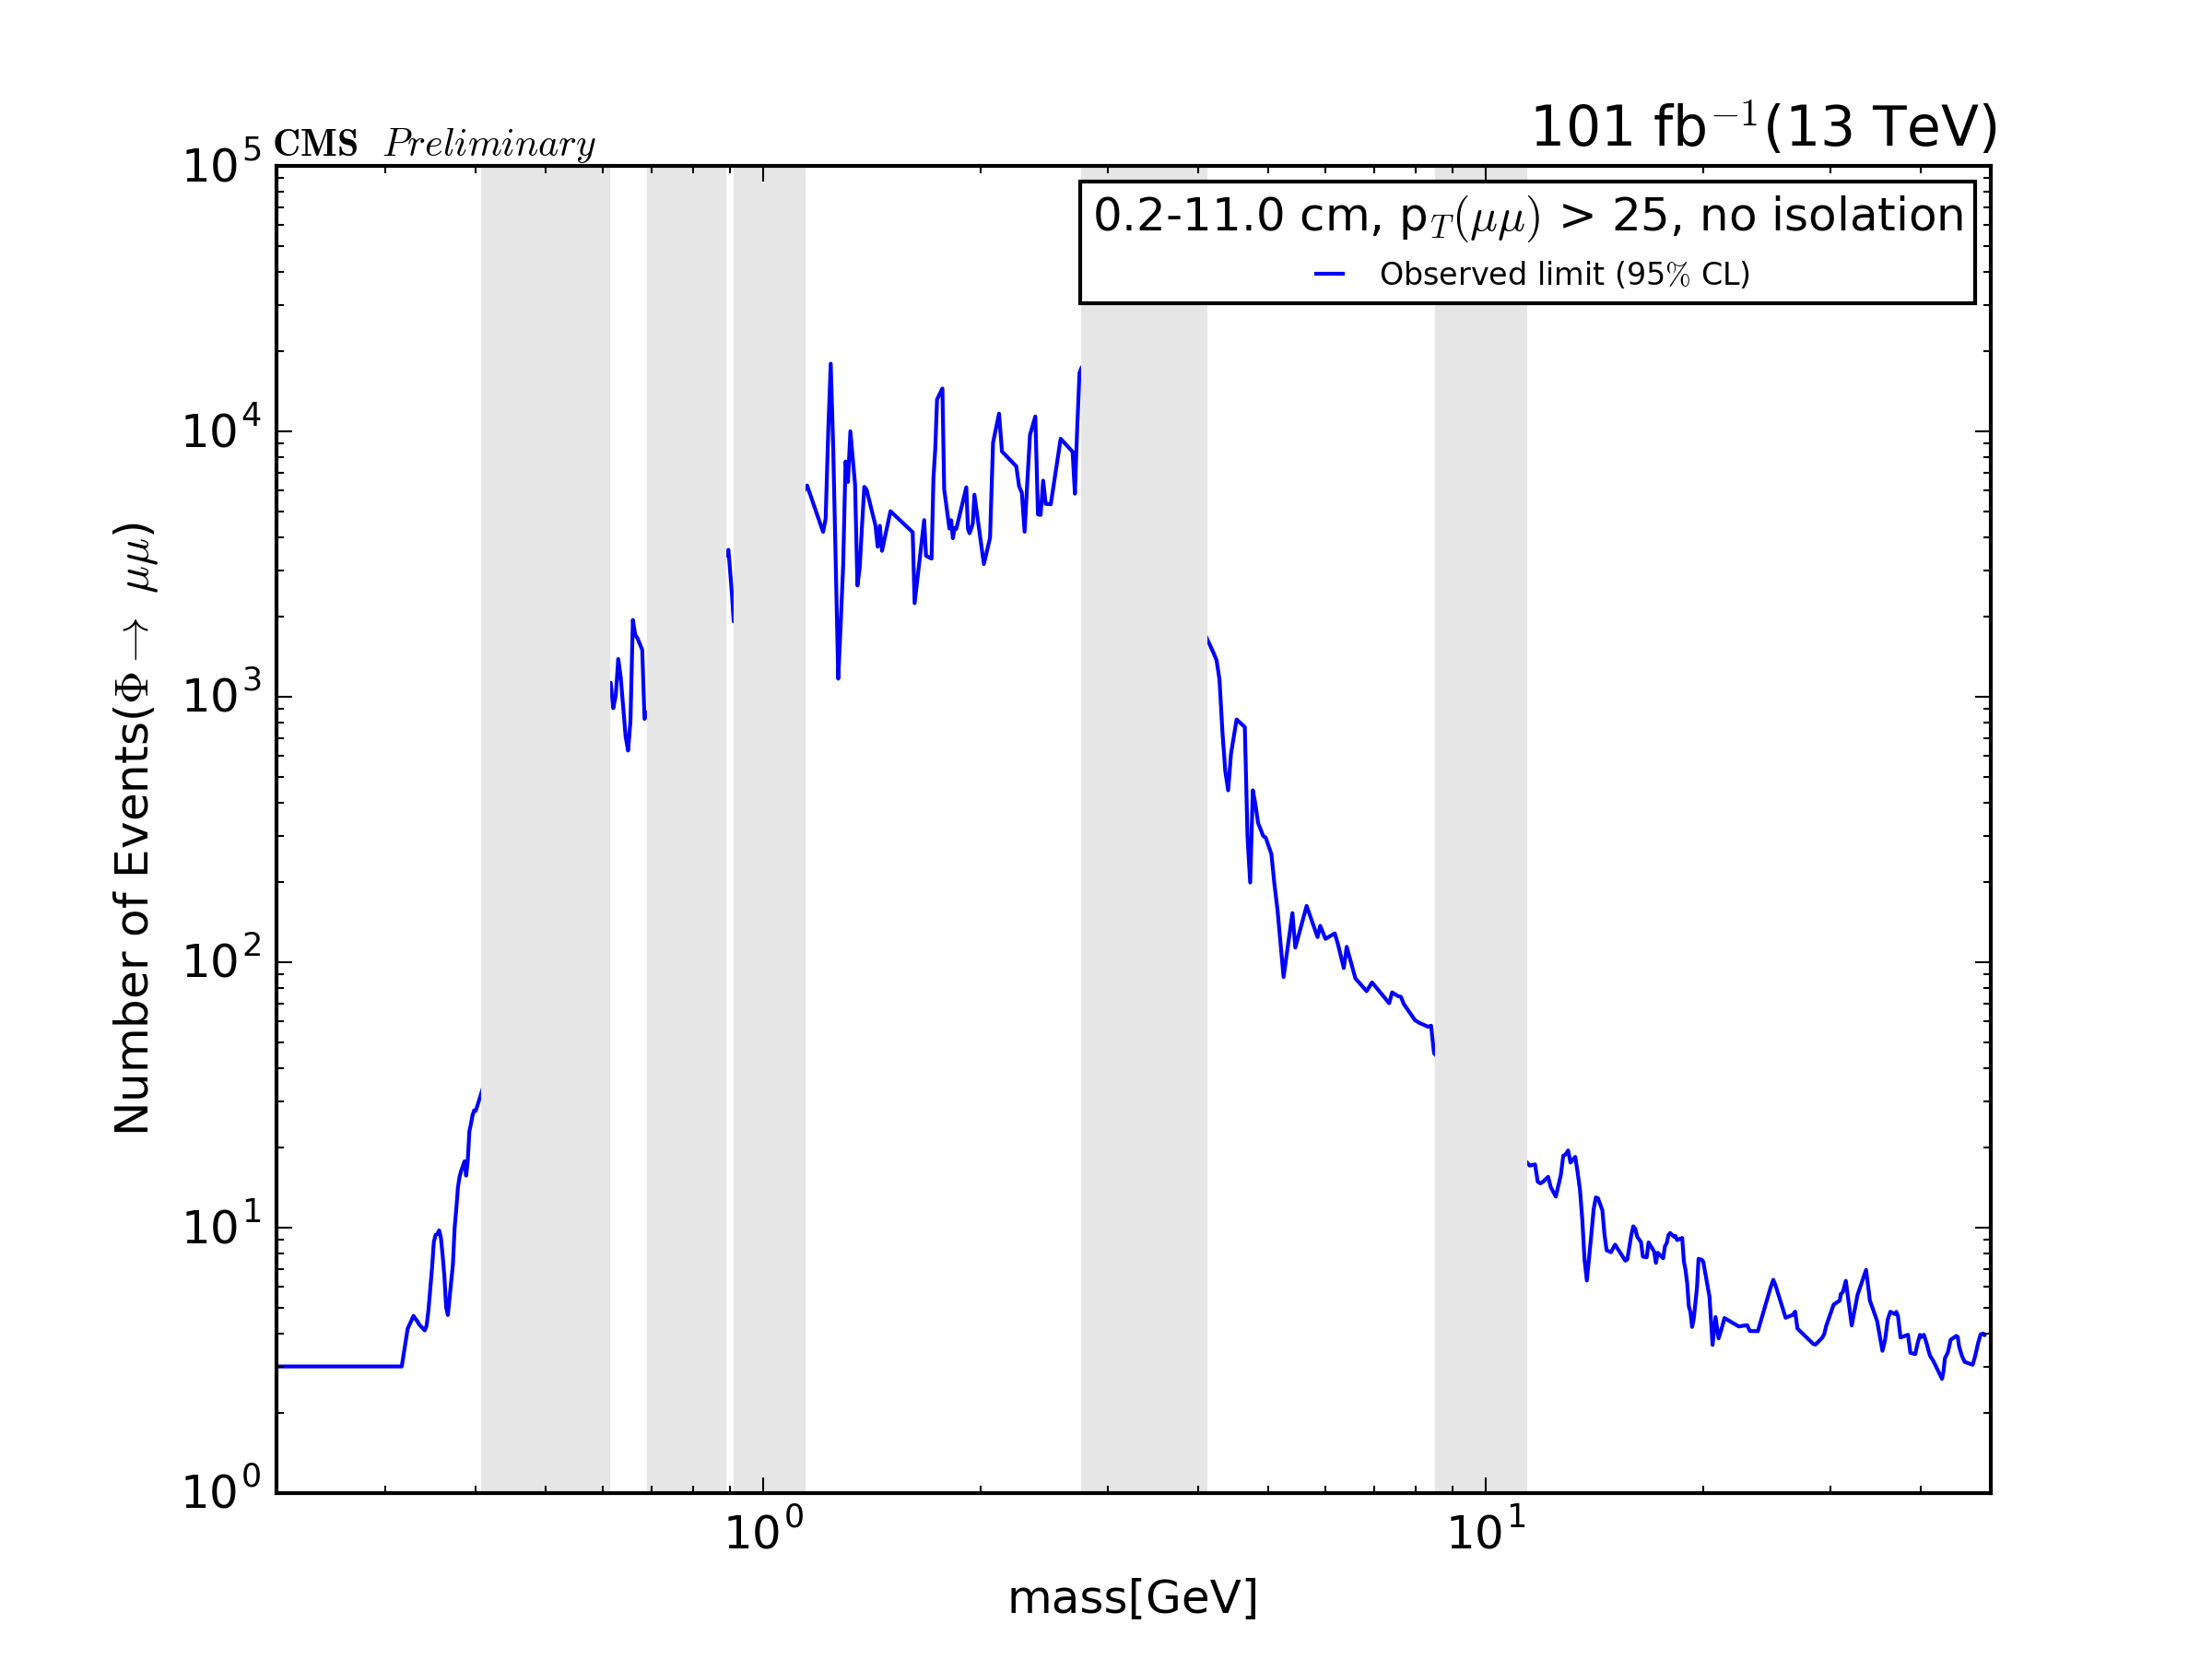 CMS Preliminary
101 fb⁻¹(13 TeV)
0.2-11.0 cm, p_T(μμ) > 25, no isolation
Observed limit (95% CL)
Number of Events(Φ→ μμ)
10⁵
10⁴
10³
10²
10¹
10⁰
10⁰ 10¹
mass[GeV]